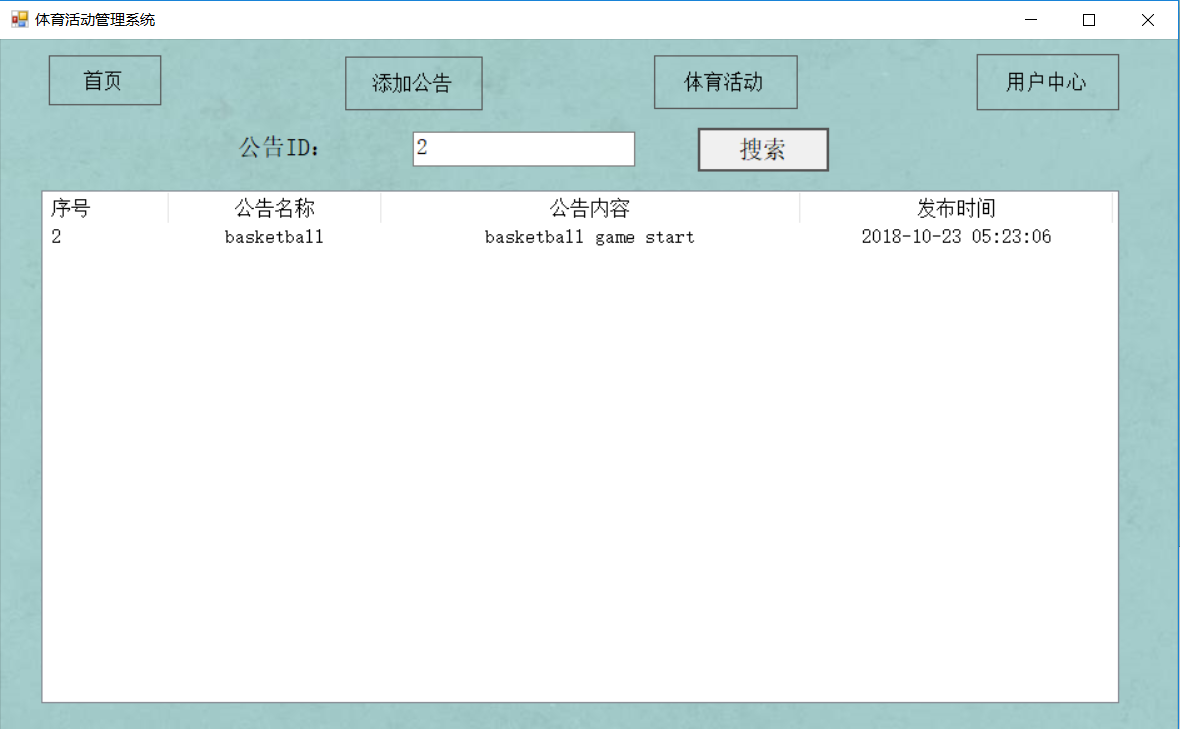 体育活动管理系统
首页 添加公告 体育活动 用户中心
公告ID: 2 搜索
序号 公告名称 公告内容 发布时间
2 basketball basketball game start 2018-10-23 05:23:06